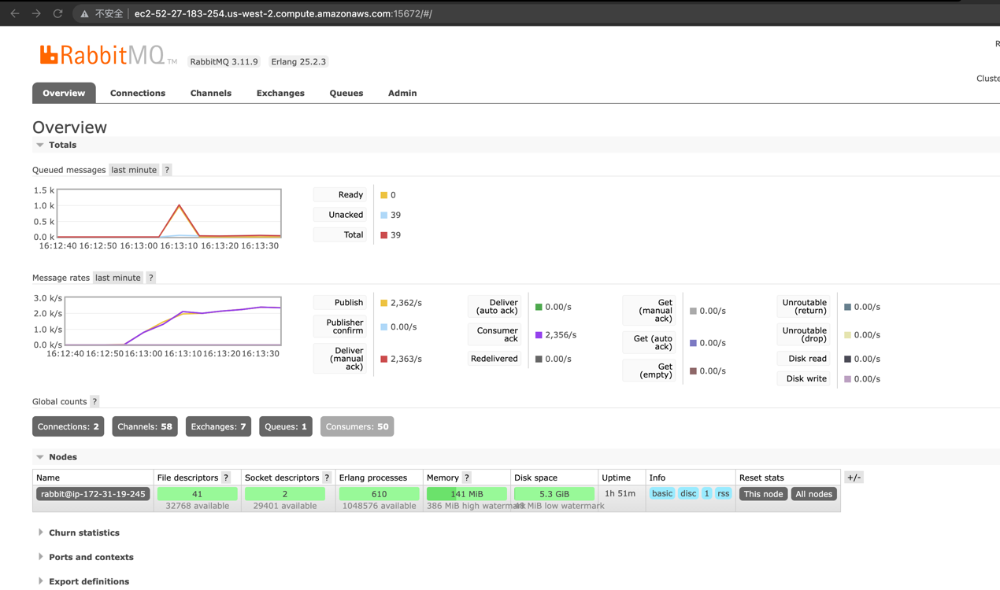 不安全 ec2-52-27-183-254.us-west-2.compute.amazonaws.com:15672/#/
RabbitMQ TM RabbitMQ 3.11.9 Erlang 25.2.3
R
Cluste
Overview Connections Channels Exchanges Queues Admin
Overview
Totals
Queued messages last minute ?
1.5 k
1.0 k
0.5 k
0.0 k
16:12:40 16:12:50 16:13:00 16:13:10 16:13:20 16:13:30
Ready 0
Unacked 39
Total 39
Message rates last minute ?
3.0 k/s
2.0 k/s
1.0 k/s
0.0 k/s
16:12:40 16:12:50 16:13:00 16:13:10 16:13:20 16:13:30
Publish 2,362/s
Publisher
confirm 0.00/s
Deliver
(manual
ack) 2,363/s
Deliver
(auto ack) 0.00/s
Consumer
ack 2,356/s
Redelivered 0.00/s
Get
(manual
ack) 0.00/s
Get (auto
ack) 0.00/s
Get
(empty) 0.00/s
Unroutable
(return) 0.00/s
Unroutable
(drop) 0.00/s
Disk read 0.00/s
Disk write 0.00/s
Global counts ?
Connections: 2 Channels: 58 Exchanges: 7 Queues: 1 Consumers: 50
Nodes
Name File descriptors ? Socket descriptors ? Erlang processes Memory ? Disk space Uptime Info Reset stats +/-
rabbit@ip-172-31-19-245 41 2 610 141 MiB 5.3 GiB 1h 51m basic disc 1 rss This node All nodes
32768 available 29401 available 1048576 available 386 MiB high watermark 48 MiB low watermark
Churn statistics
Ports and contexts
Export definitions